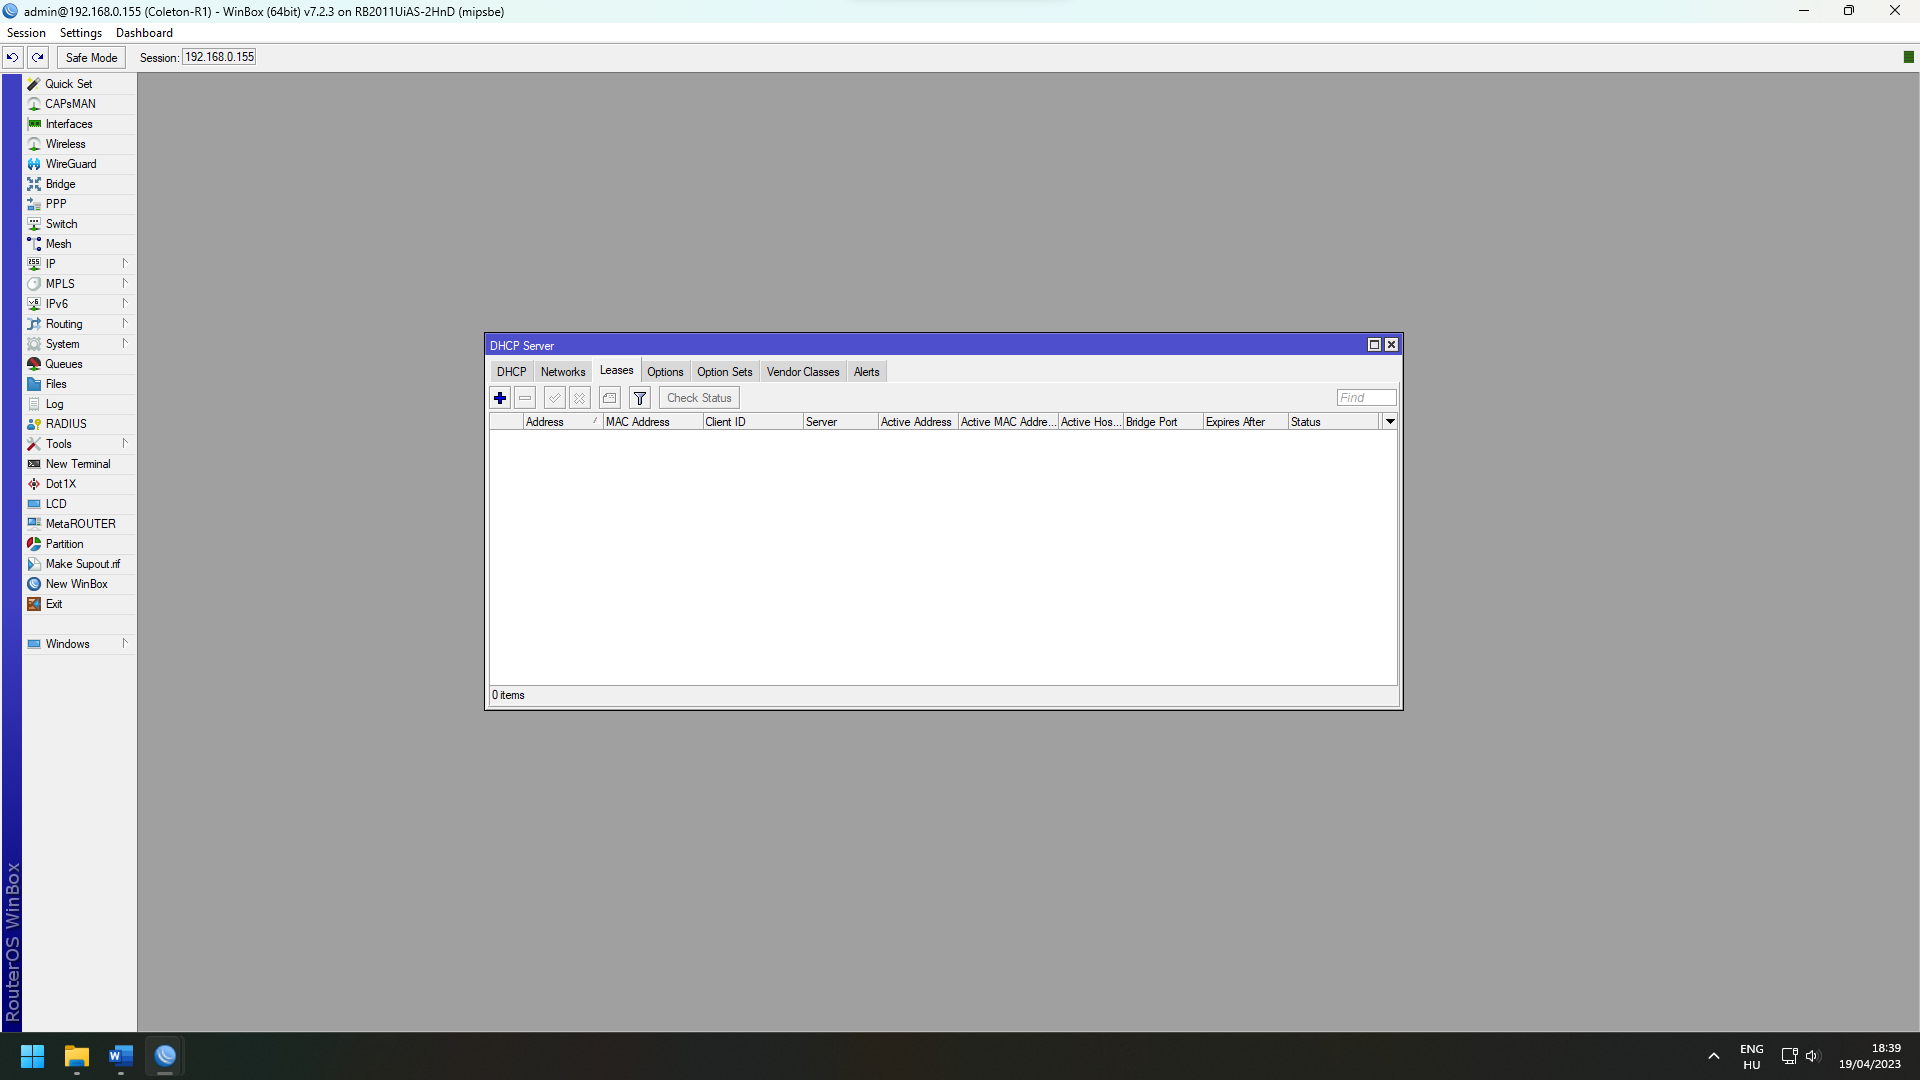 admin@192.168.0.155 (Coleton-R1) - WinBox (64bit) v7.2.3 on RB2011UiAS-2HnD (mipsbe)
Session Settings Dashboard
Safe Mode Session: 192.168.0.155
Quick Set
CAPsMAN
Interfaces
Wireless
WireGuard
Bridge
PPP
Switch
Mesh
255 IP
MPLS
v6 IPv6
Routing
System
Queues
Files
Log
RADIUS
Tools
New Terminal
Dot1X
LCD
MetaROUTER
Partition
Make Supout.rif
New WinBox
Exit
Windows
RouterOS WinBox
DHCP Server
DHCP Networks Leases Options Option Sets Vendor Classes Alerts
Check Status Find
Address MAC Address Client ID Server Active Address Active MAC Addre... Active Hos... Bridge Port Expires After Status
0 items
W
ENG
HU
18:39
19/04/2023